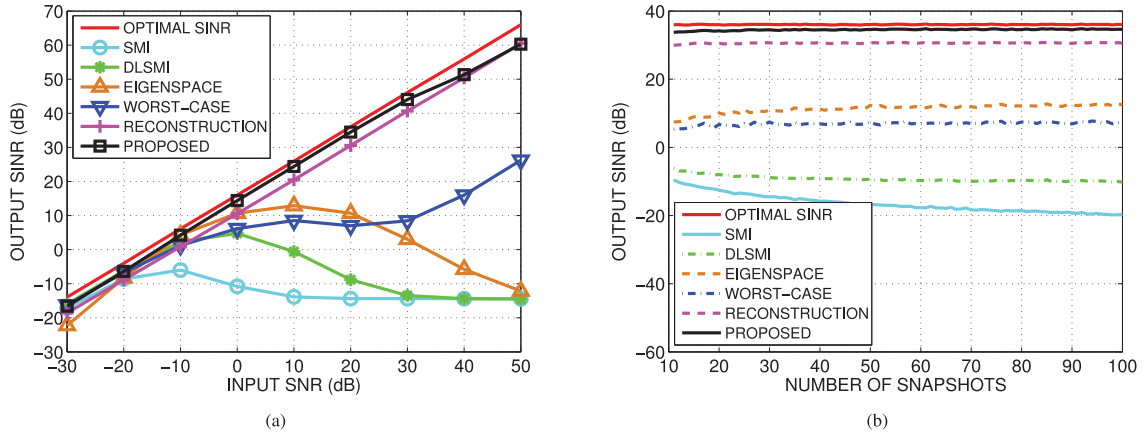 70
60
50
40
30
20
10
0
−10
−20
−30
−30
−20
−10
0
10
20
30
40
50
OUTPUT SINR (dB)
INPUT SNR (dB)
OPTIMAL SINR
SMI
DLSMI
EIGENSPACE
WORST−CASE
RECONSTRUCTION
PROPOSED
(a)
40
20
0
−20
−40
−60
10
20
30
40
50
60
70
80
90
100
OUTPUT SINR (dB)
NUMBER OF SNAPSHOTS
OPTIMAL SINR
SMI
DLSMI
EIGENSPACE
WORST−CASE
RECONSTRUCTION
PROPOSED
(b)